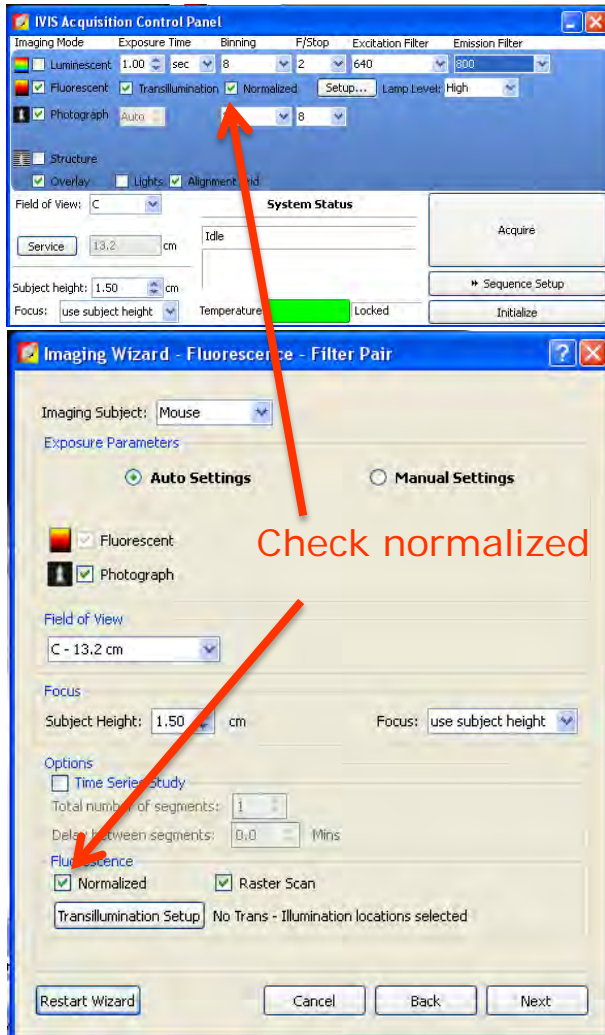 IVIS Acquisition Control Panel
Imaging Mode Exposure Time Binning F/Stop Excitation Filter Emission Filter
Luminescent 1.00 sec 8 2 640 800
Fluorescent Transillumination Normalized Setup... Lamp Level: High
Photograph Auto 8
Structure
Overlay Lights Alignment
Field of View: C System Status
Service 13.2 cm Idle Acquire
Subject height: 1.50 cm Sequence Setup
Focus: use subject height Temperature Locked Initialize
Imaging Wizard - Fluorescence - Filter Pair
Imaging Subject: Mouse
Exposure Parameters
Auto Settings Manual Settings
Fluorescent
Check normalized
Photograph
Field of View
C - 13.2 cm
Focus
Subject Height: 1.50 cm Focus: use subject height
Options
Time Series Study
Total number of segments: 1
Delay between segments: 0.0 Mins
Fluorescence
Normalized Raster Scan
Transillumination Setup No Trans - Illumination locations selected
Restart Wizard Cancel Back Next